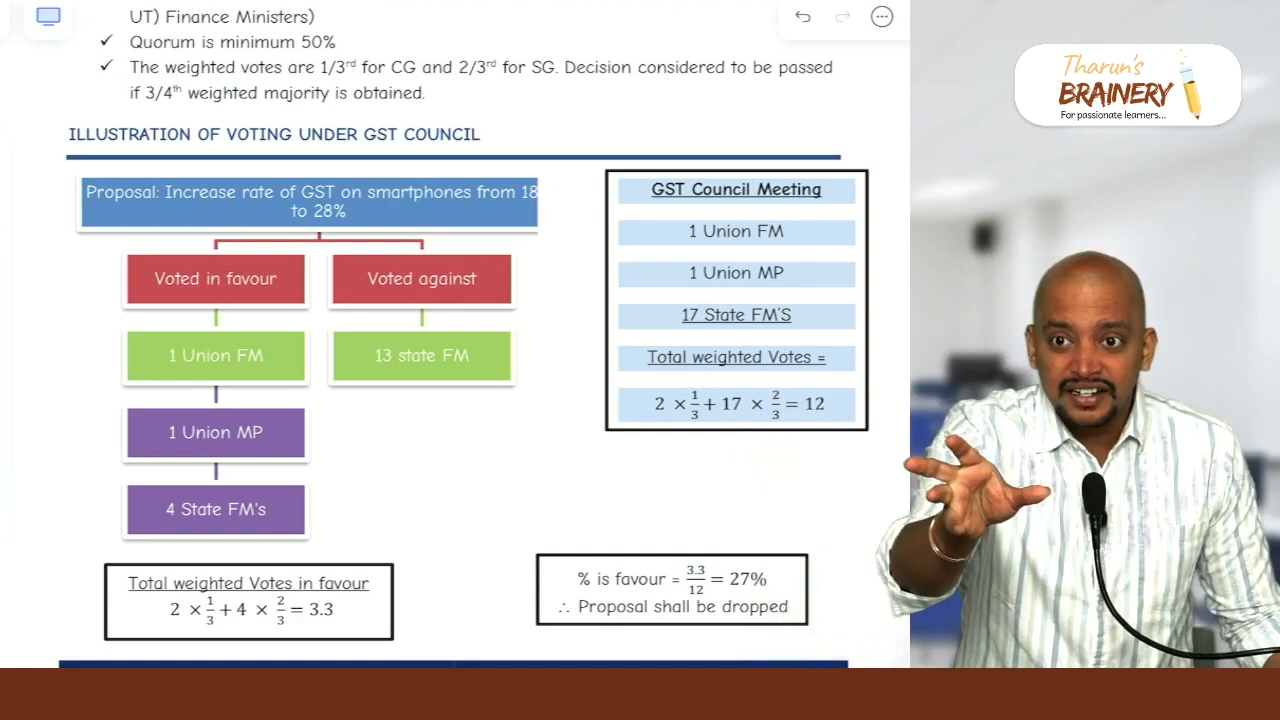 UT) Finance Ministers)
✓ Quorum is minimum 50%
✓ The weighted votes are 1/3rd for CG and 2/3rd for SG. Decision considered to be passed
if 3/4th weighted majority is obtained.
ILLUSTRATION OF VOTING UNDER GST COUNCIL
Proposal: Increase rate of GST on smartphones from 18
to 28%
Voted in favour
Voted against
1 Union FM
13 state FM
1 Union MP
4 State FM's
Total weighted Votes in favour
2 × 1/3 + 4 × 2/3 = 3.3
GST Council Meeting
1 Union FM
1 Union MP
17 State FM'S
Total weighted Votes =
2 × 1/3 + 17 × 2/3 = 12
% is favour = 3.3/12 = 27%
∴ Proposal shall be dropped
Tharun's
BRAINERY
For passionate learners...